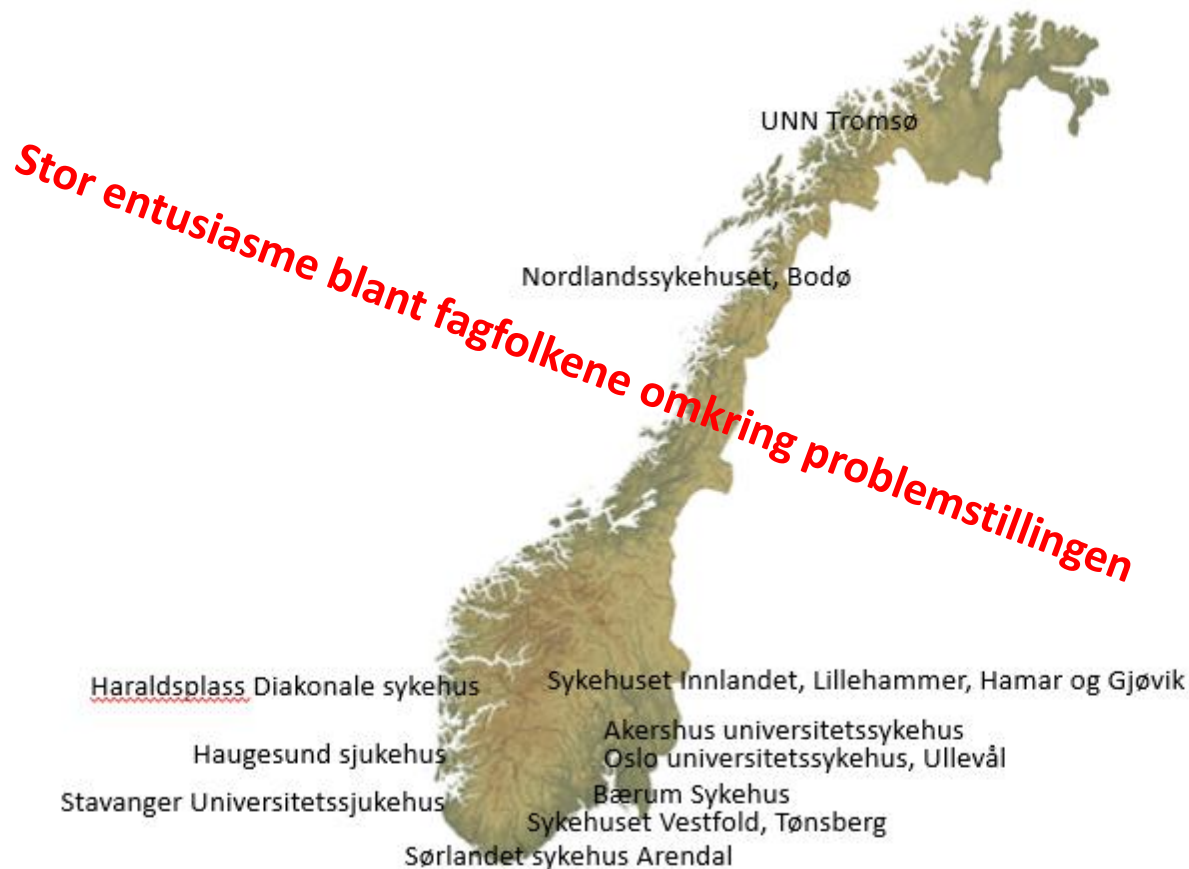 UNN Tromsø
Stor entusiasme blant fagfolkene omkring problemstillingen
Nordlandssykehuset, Bodø
Haraldsplass Diakonale sykehus
Sykehuset Innlandet, Lillehammer, Hamar og Gjøvik
Akershus universitetssykehus
Haugesund sjukehus
Oslo universitetssykehus, Ullevål
Bærum Sykehus
Stavanger Universitetssjukehus
Sykehuset Vestfold, Tønsberg
Sørlandet sykehus Arendal